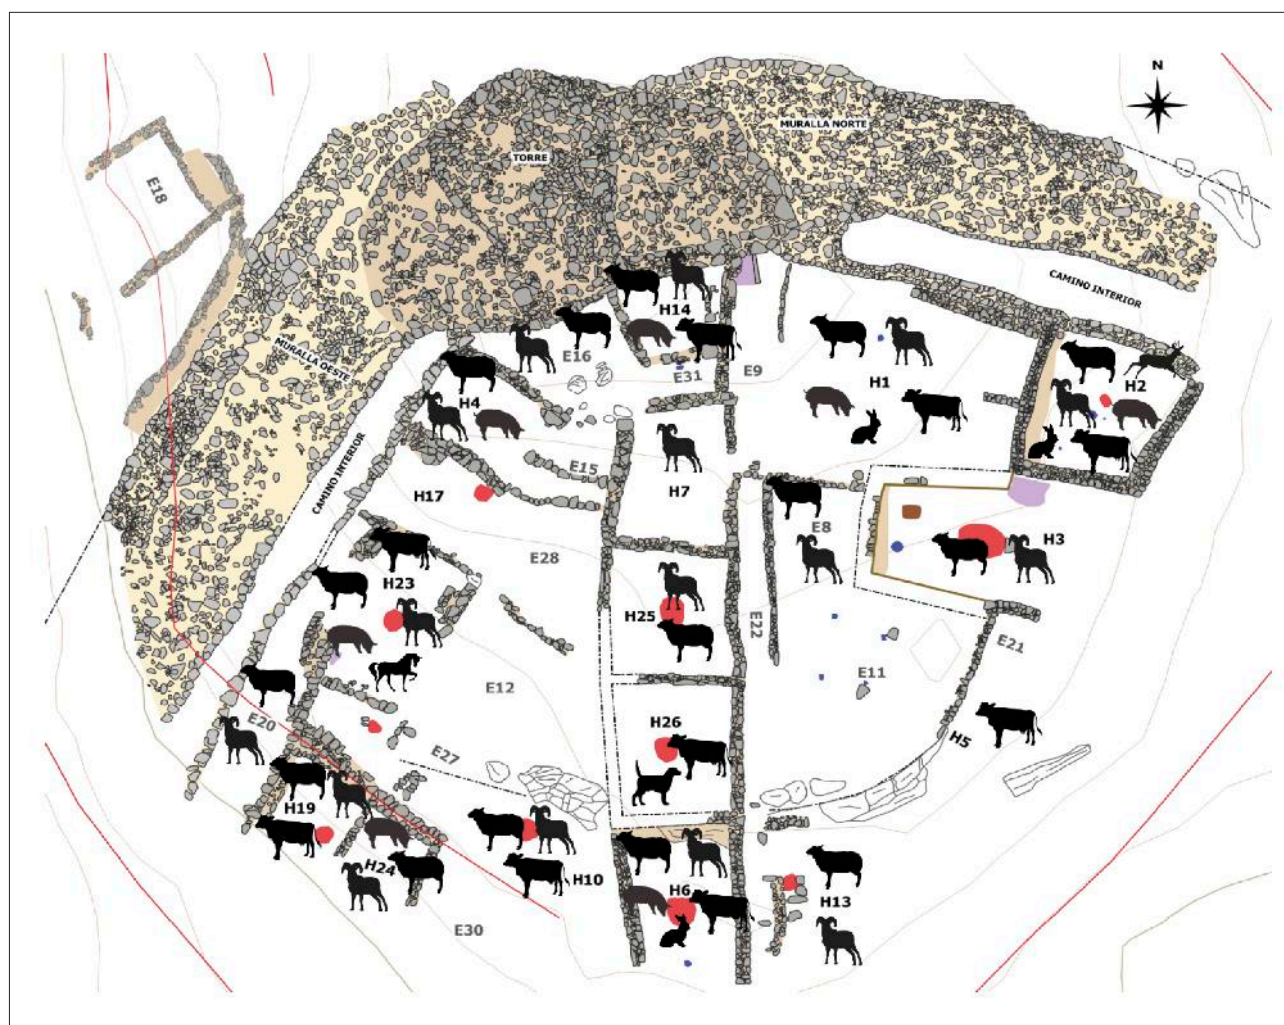 N
MURALLA NORTE
TORRE
E18
CAMINO INTERIOR
H14
MURALLA OESTE
E16
E31
E9
H1
H2
H4
E15
H7
H17
CAMINO INTERIOR
E8
H3
E28
H23
H25
E22
E21
E11
E12
E20
H26
H5
E27
H19
H24
H10
H6
H13
E30